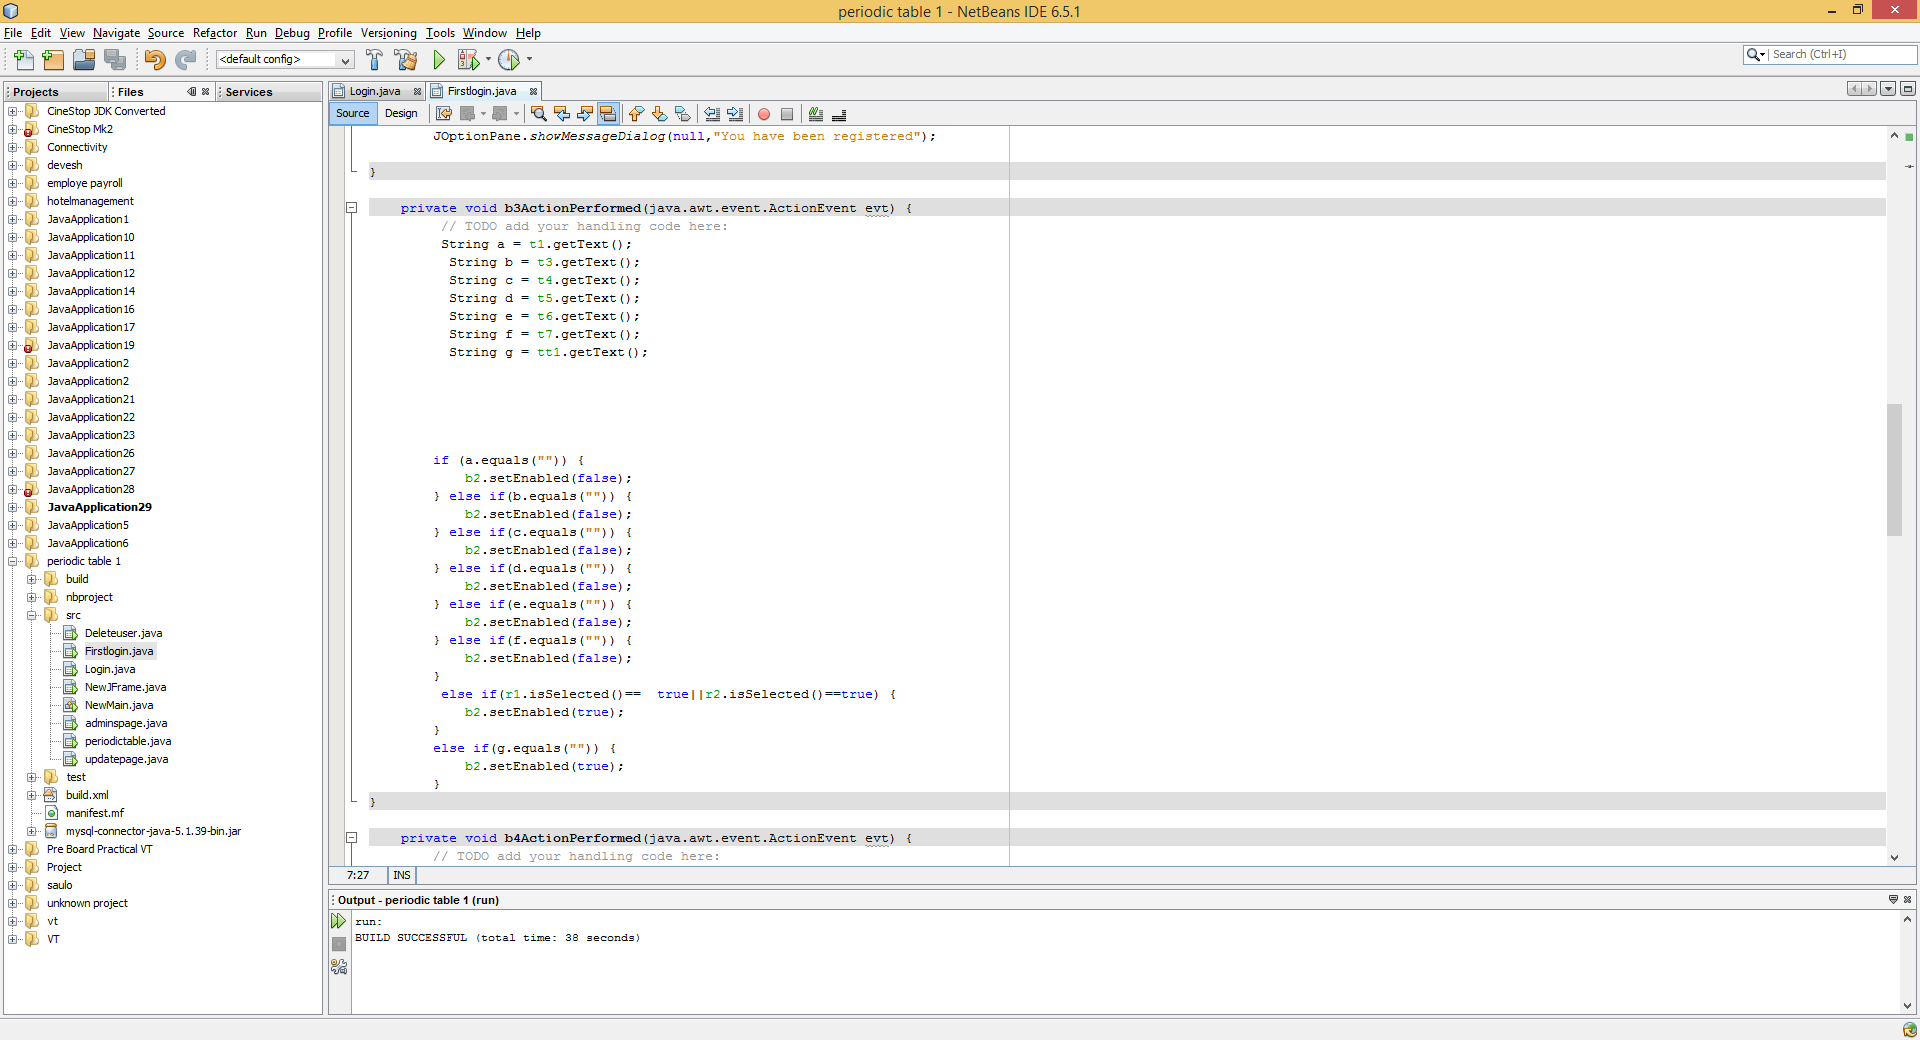 periodic table 1 - NetBeans IDE 6.5.1
File Edit View Navigate Source Refactor Run Debug Profile Versioning Tools Window Help
<default config>
Search (Ctrl+I)
Projects Files Services
CineStop JDK Converted
CineStop Mk2
Connectivity
devesh
employe payroll
hotelmanagement
JavaApplication1
JavaApplication10
JavaApplication11
JavaApplication12
JavaApplication14
JavaApplication16
JavaApplication17
JavaApplication19
JavaApplication2
JavaApplication2
JavaApplication21
JavaApplication22
JavaApplication23
JavaApplication26
JavaApplication27
JavaApplication28
JavaApplication29
JavaApplication5
JavaApplication6
periodic table 1
build
nbproject
src
Deleteuser.java
Firstlogin.java
Login.java
NewJFrame.java
NewMain.java
adminspage.java
periodictable.java
updatepage.java
test
build.xml
manifest.mf
mysql-connector-java-5.1.39-bin.jar
Pre Board Practical VT
Project
saulo
unknown project
vt
VT
Login.java Firstlogin.java
Source Design
JOptionPane.showMessageDialog(null,"You have been registered");
}
private void b3ActionPerformed(java.awt.event.ActionEvent evt) {
// TODO add your handling code here:
String a = t1.getText();
String b = t3.getText();
String c = t4.getText();
String d = t5.getText();
String e = t6.getText();
String f = t7.getText();
String g = tt1.getText();
if (a.equals("")) {
b2.setEnabled(false);
} else if(b.equals("")) {
b2.setEnabled(false);
} else if(c.equals("")) {
b2.setEnabled(false);
} else if(d.equals("")) {
b2.setEnabled(false);
} else if(e.equals("")) {
b2.setEnabled(false);
} else if(f.equals("")) {
b2.setEnabled(false);
}
else if(r1.isSelected()==  true||r2.isSelected()==true) {
b2.setEnabled(true);
}
else if(g.equals("")) {
b2.setEnabled(true);
}
}
private void b4ActionPerformed(java.awt.event.ActionEvent evt) {
// TODO add your handling code here:
7:27 INS
Output - periodic table 1 (run)
run:
BUILD SUCCESSFUL (total time: 38 seconds)